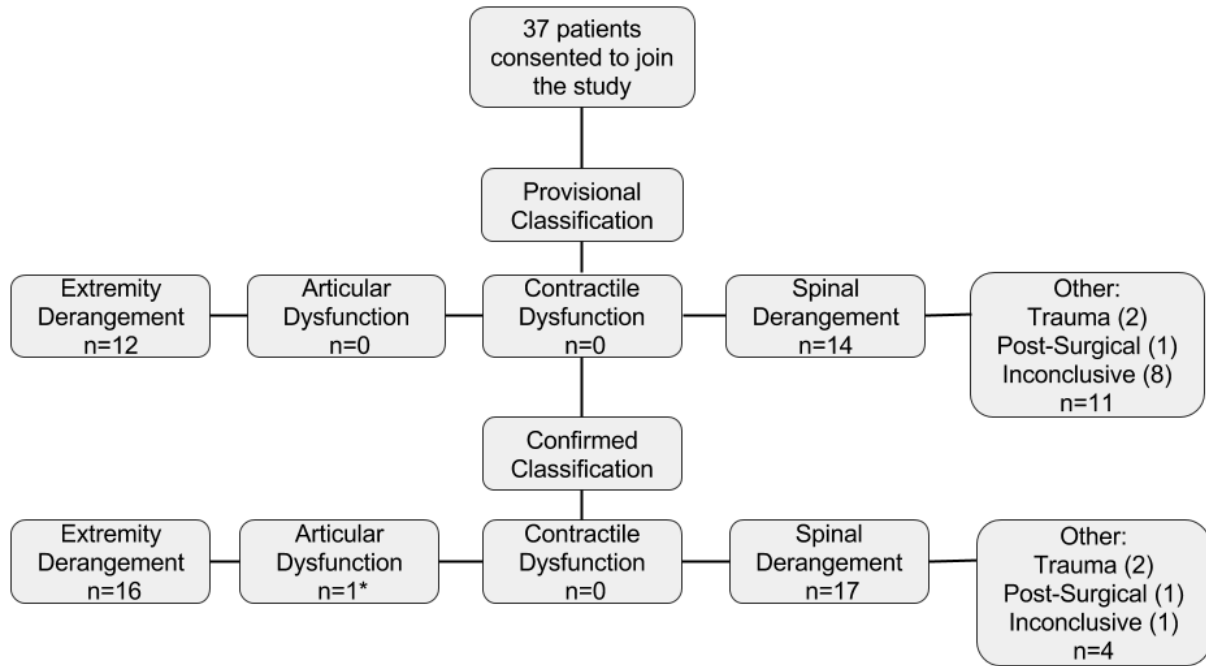 37 patients
consented to join
the study
Provisional
Classification
Extremity
Derangement
n=12
Articular
Dysfunction
n=0
Contractile
Dysfunction
n=0
Spinal
Derangement
n=14
Other:
Trauma (2)
Post-Surgical (1)
Inconclusive (8)
n=11
Confirmed
Classification
Extremity
Derangement
n=16
Articular
Dysfunction
n=1*
Contractile
Dysfunction
n=0
Spinal
Derangement
n=17
Other:
Trauma (2)
Post-Surgical (1)
Inconclusive (1)
n=4